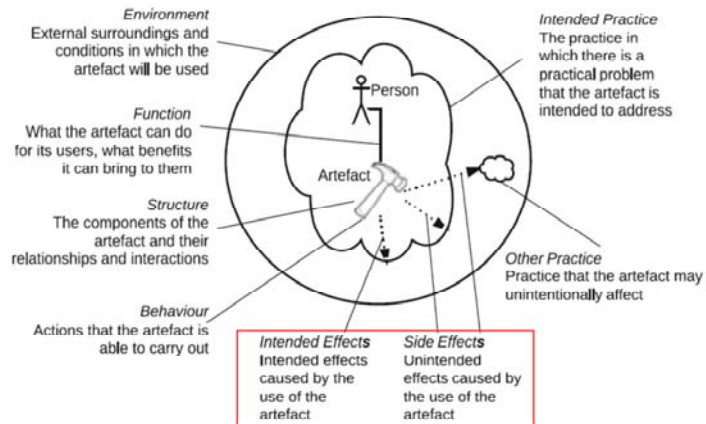 Environment
External surroundings and
conditions in which the
artefact will be used
Function
What the artefact can do
for its users, what benefits
it can bring to them
Structure
The components of the
artefact and their
relationships and interactions
Behaviour
Actions that the artefact is
able to carry out
Person
Artefact
Intended Practice
The practice in
which there is a
practical problem
that the artefact is
intended to address
Other Practice
Practice that the artefact may
unintentionally affect
Intended Effects
Intended effects
caused by the
use of the
artefact
Side Effects
Unintended
effects caused by
the use of the
artefact